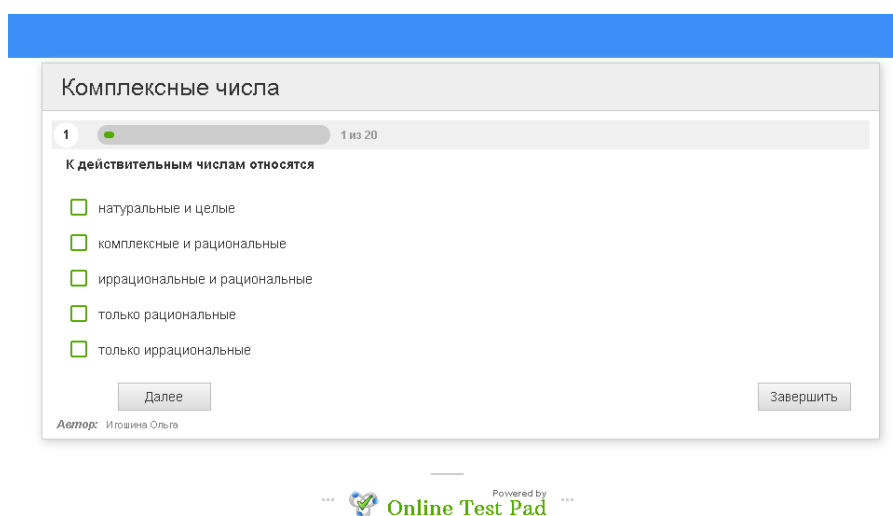 Комплексные числа
1 1 из 20
К действительным числам относятся
натуральные и целые
комплексные и рациональные
иррациональные и рациональные
только рациональные
только иррациональные
Далее Завершить
Автор: Игошина Ольга
Powered by
Online Test Pad